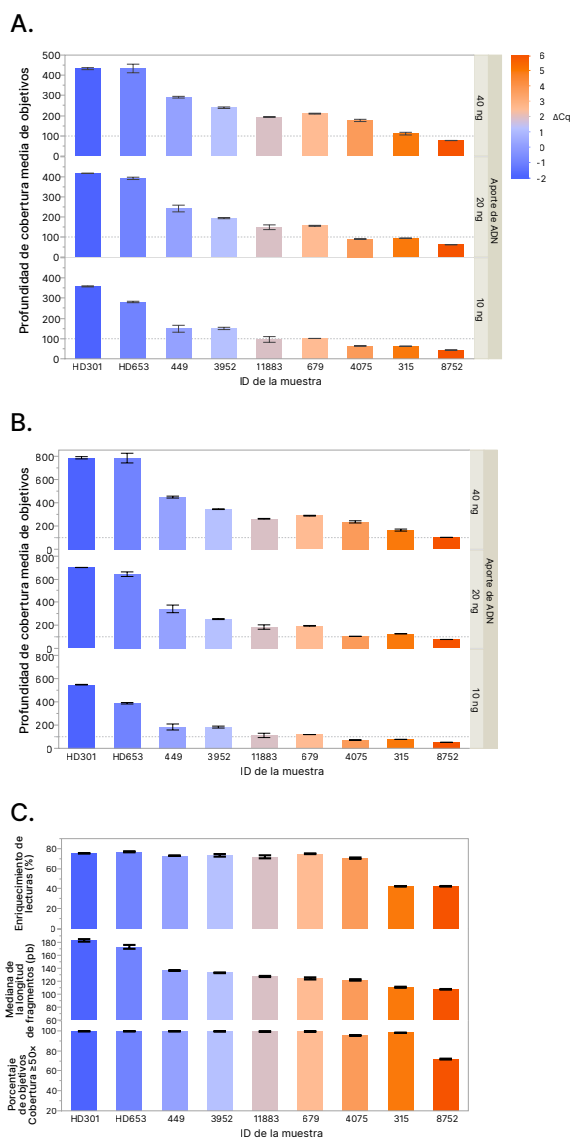 A.
Profundidad de cobertura media de objetivos
500
400
300
200
100
0
400
300
200
100
0
400
300
200
100
0
40 ng
20 ng
10 ng
Aporte de ADN
6
5
4
3
2
1
0
-1
-2
ΔCq
HD301 HD653 449 3952 11883 679 4075 315 8752
ID de la muestra
B.
Profundidad de cobertura media de objetivos
800
600
400
200
0
800
600
400
200
0
800
600
400
200
0
40 ng
20 ng
10 ng
Aporte de ADN
HD301 HD653 449 3952 11883 679 4075 315 8752
ID de la muestra
C.
Enriquecimiento de
lecturas (%)
80
60
40
20
0
Mediana de
la longitud
de fragmentos (pb)
180
160
140
120
100
80
60
Porcentaje
de objetivos
Cobertura ≥50×
100
80
60
40
20
HD301 HD653 449 3952 11883 679 4075 315 8752
ID de la muestra